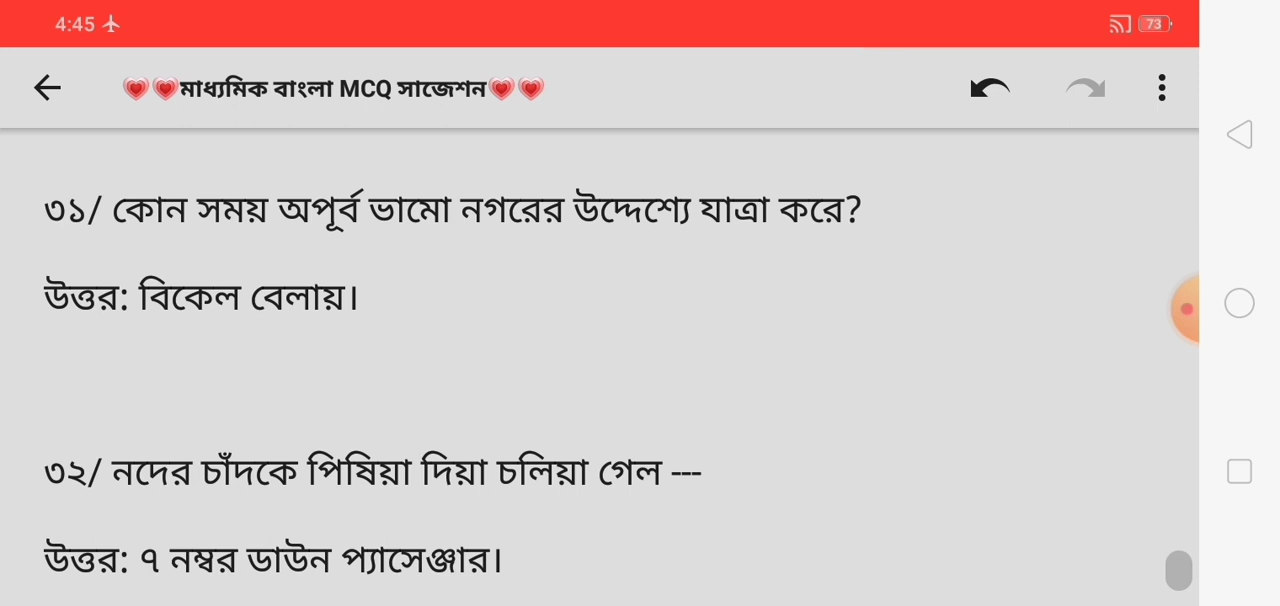 4:45
73
💗💗মাধ্যমিক বাংলা MCQ সাজেশন💗💗
৩১/ কোন সময় অপূর্ব ভামো নগরের উদ্দেশ্যে যাত্রা করে?
উত্তর: বিকেল বেলায়।
৩২/ নদের চাঁদকে পিষিয়া দিয়া চলিয়া গেল ---
উত্তর: ৭ নম্বর ডাউন প্যাসেঞ্জার।